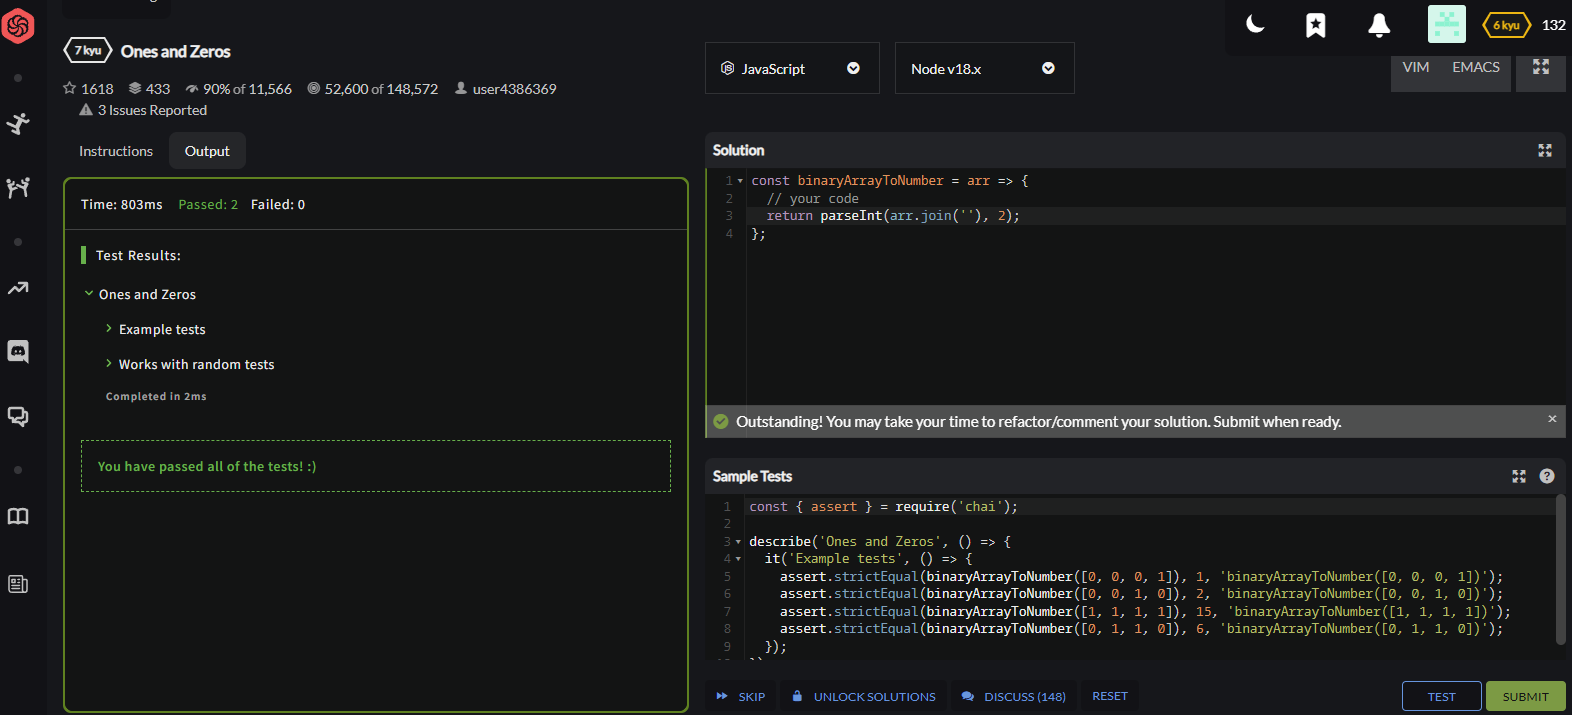 6 kyu 132
7 kyu Ones and Zeros
1618 433 90% of 11,566 52,600 of 148,572 user4386369
3 Issues Reported
Instructions Output
Time: 803ms Passed: 2 Failed: 0
Test Results:
Ones and Zeros
Example tests
Works with random tests
Completed in 2ms
You have passed all of the tests! :)
JS JavaScript Node v18.x VIM EMACS
Solution
1 const binaryArrayToNumber = arr => {
2 // your code
3 return parseInt(arr.join(''), 2);
4 };
Outstanding! You may take your time to refactor/comment your solution. Submit when ready.
Sample Tests
1 const { assert } = require('chai');
2
3 describe('Ones and Zeros', () => {
4 it('Example tests', () => {
5 assert.strictEqual(binaryArrayToNumber([0, 0, 0, 1]), 1, 'binaryArrayToNumber([0, 0, 0, 1])');
6 assert.strictEqual(binaryArrayToNumber([0, 0, 1, 0]), 2, 'binaryArrayToNumber([0, 0, 1, 0])');
7 assert.strictEqual(binaryArrayToNumber([1, 1, 1, 1]), 15, 'binaryArrayToNumber([1, 1, 1, 1])');
8 assert.strictEqual(binaryArrayToNumber([0, 1, 1, 0]), 6, 'binaryArrayToNumber([0, 1, 1, 0])');
9 });
SKIP UNLOCK SOLUTIONS DISCUSS (148) RESET TEST SUBMIT